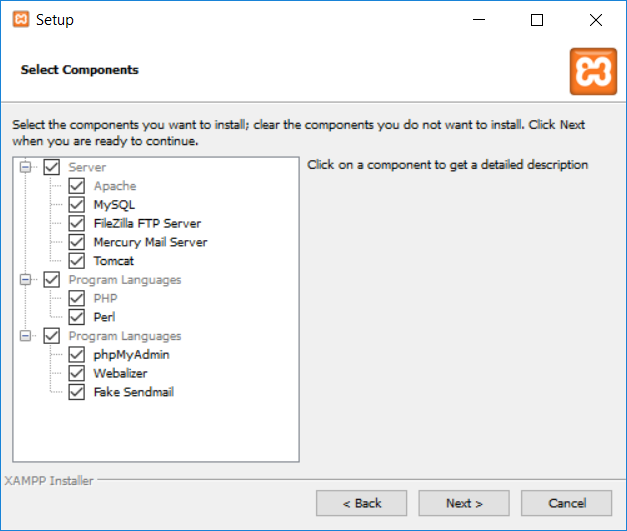 Setup
Select Components
Select the components you want to install; clear the components you do not want to install. Click Next
when you are ready to continue.
Server
Apache
MySQL
FileZilla FTP Server
Mercury Mail Server
Tomcat
Program Languages
PHP
Perl
Program Languages
phpMyAdmin
Webalizer
Fake Sendmail
Click on a component to get a detailed description
XAMPP Installer
< Back
Next >
Cancel